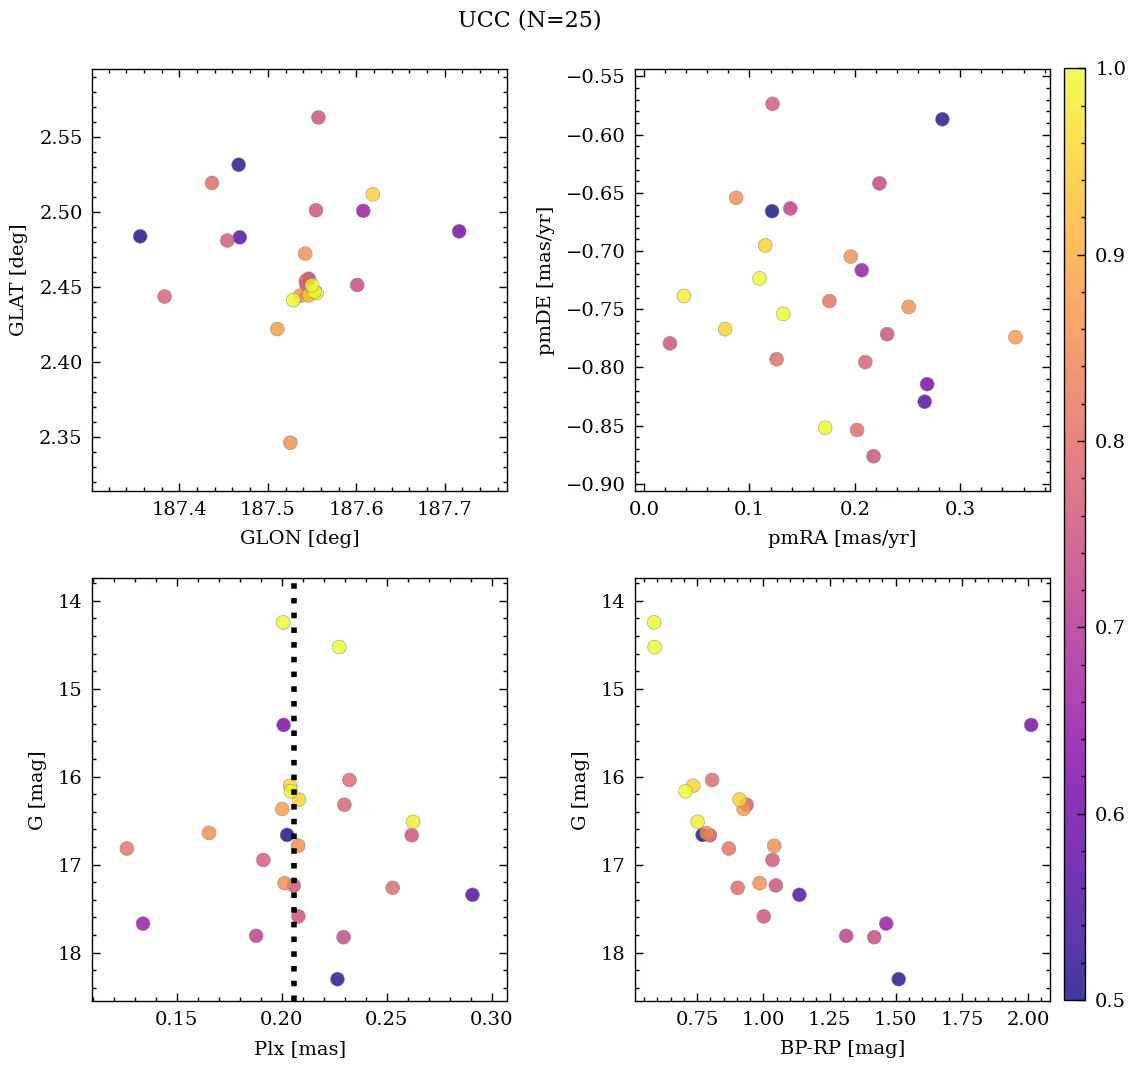 UCC (N=25)
2.55
2.50
2.45
2.40
2.35
GLAT [deg]
187.4 187.5 187.6 187.7
GLON [deg]
−0.55
−0.60
−0.65
−0.70
−0.75
−0.80
−0.85
−0.90
pmDE [mas/yr]
0.0 0.1 0.2 0.3
pmRA [mas/yr]
14
15
16
17
18
G [mag]
0.15 0.20 0.25 0.30
Plx [mas]
14
15
16
17
18
G [mag]
0.75 1.00 1.25 1.50 1.75 2.00
BP-RP [mag]
1.0
0.9
0.8
0.7
0.6
0.5